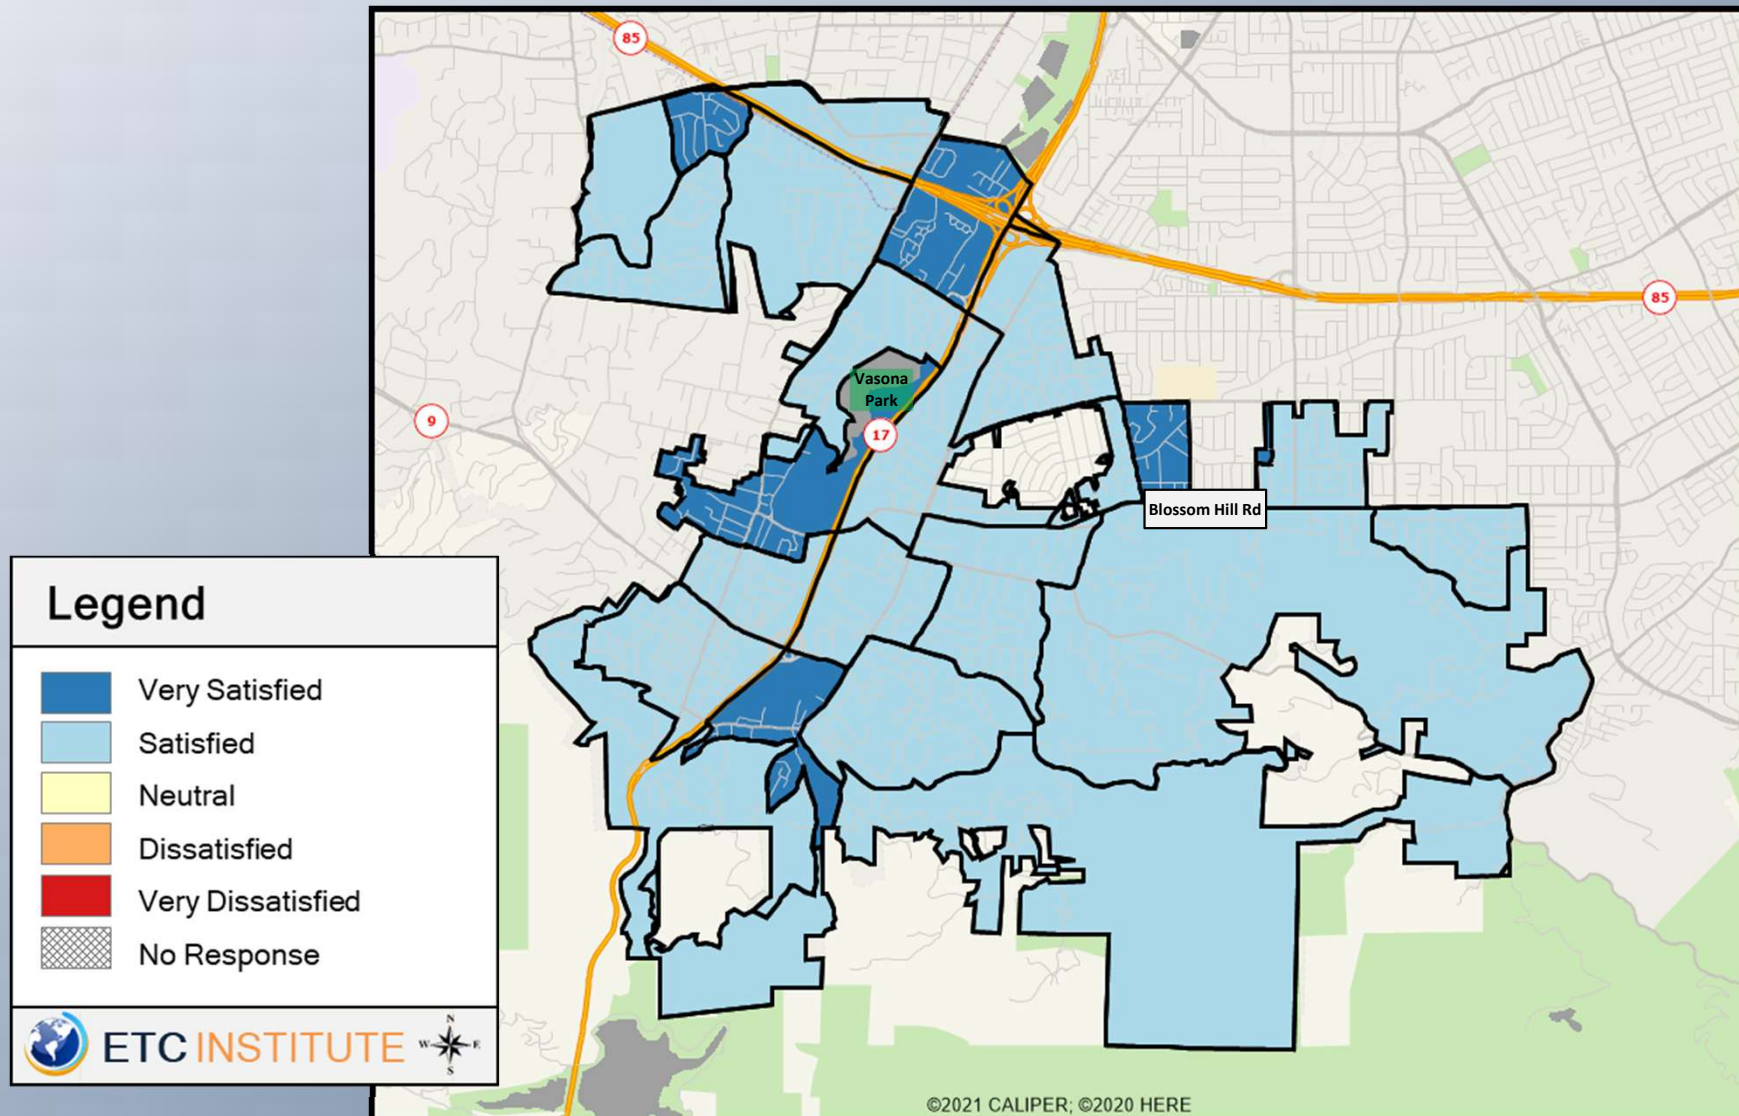 85
85
Vasona
Park
9
17
Blossom Hill Rd
Legend
Very Satisfied
Satisfied
Neutral
Dissatisfied
Very Dissatisfied
No Response
ETC INSTITUTE
N
W E
S
©2021 CALIPER; ©2020 HERE